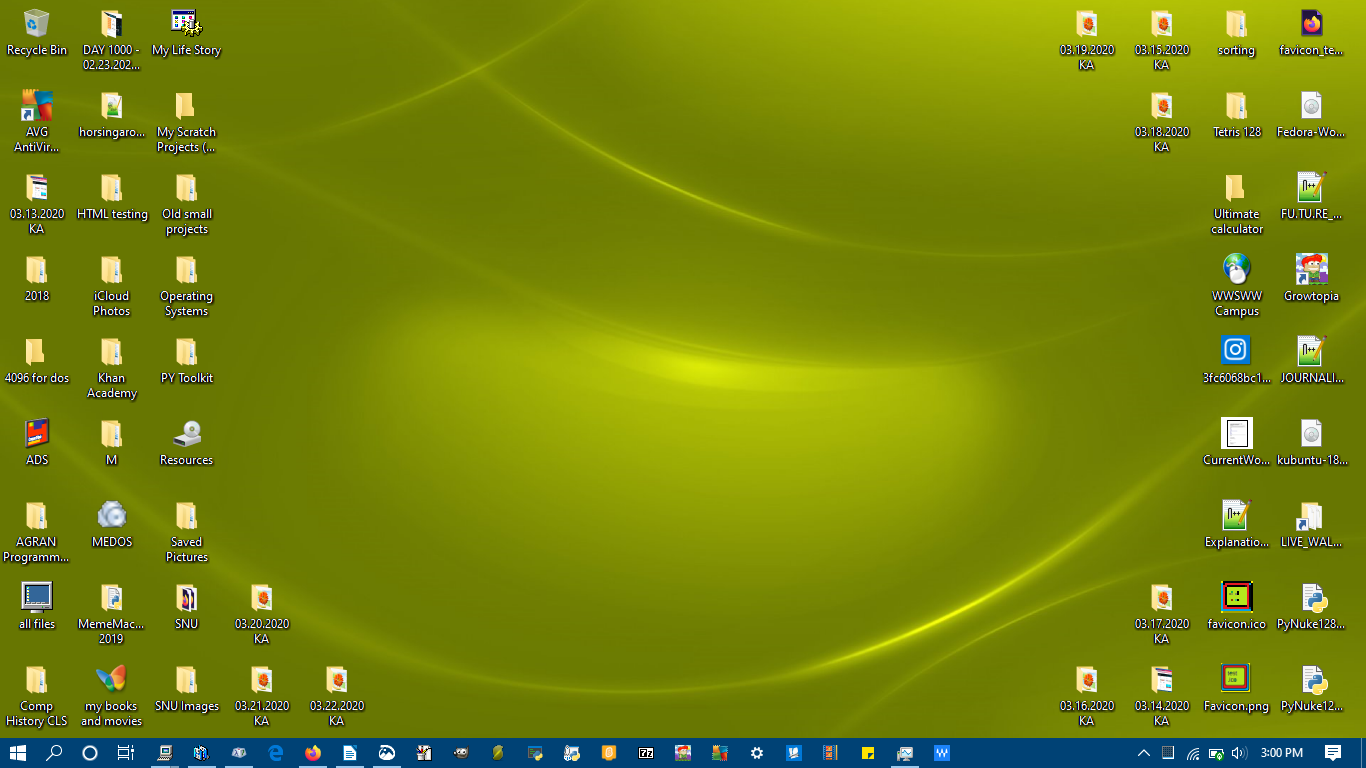 Recycle Bin
DAY 1000 -
02.23.202...
My Life Story
AVG
AntiVir...
horsingaro...
My Scratch
Projects (...
03.13.2020
KA
HTML testing
Old small
projects
2018
iCloud
Photos
Operating
Systems
4096 for dos
Khan
Academy
PY Toolkit
ADS
M
Resources
AGRAN
Programm...
MEDOS
Saved
Pictures
all files
MemeMac...
2019
SNU
03.20.2020
KA
Comp
History CLS
my books
and movies
SNU Images
03.21.2020
KA
03.22.2020
KA
03.19.2020
KA
03.15.2020
KA
sorting
favicon_te...
03.18.2020
KA
Tetris 128
Fedora-Wo...
Ultimate
calculator
FU.TU.RE_...
WWSWW
Campus
Growtopia
3fc6068bc1...
JOURNALI...
CurrentWo...
kubuntu-18...
Explanatio...
LIVE_WAL...
03.17.2020
KA
favicon.ico
PyNuke128...
03.16.2020
KA
03.14.2020
KA
Favicon.png
PyNuke12...
3:00 PM